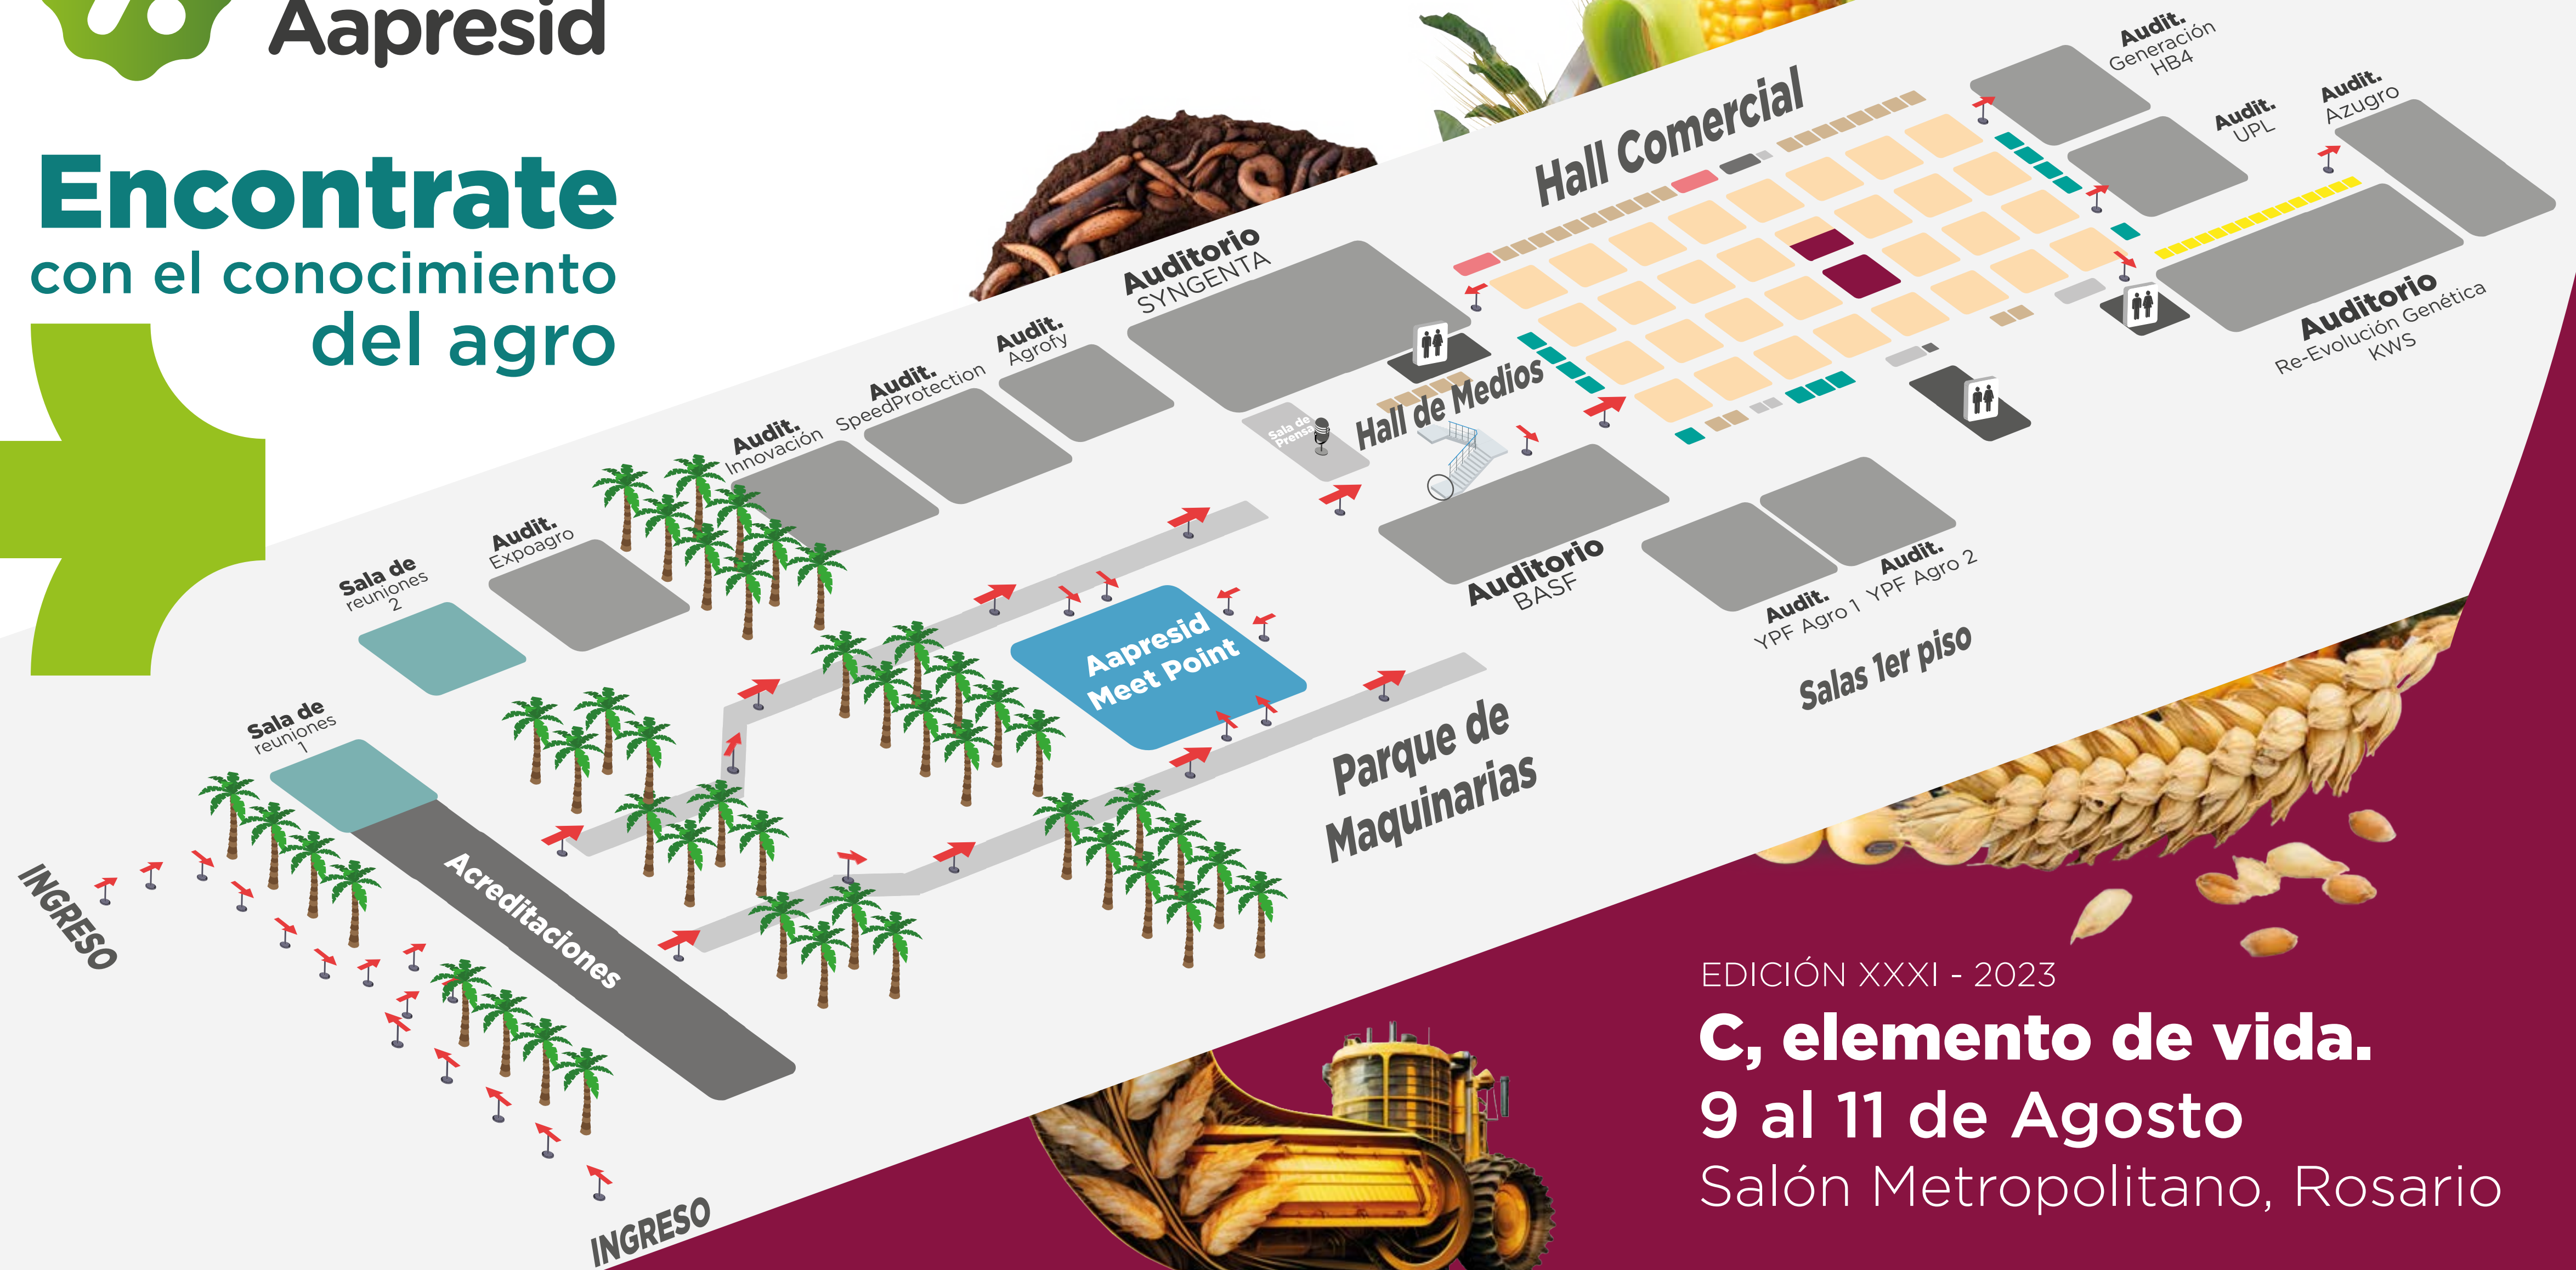 Aapresid
Encontrate
con el conocimiento
del agro
Hall Comercial
Audit.
Generación
HB4
Audit.
UPL
Audit.
Azugro
Auditorio
Re-Evolución Genética
KWS
Auditorio
SYNGENTA
Audit.
Agrofy
Audit.
SpeedProtection
Audit.
Innovación
Audit.
Expoagro
Sala de
reuniones
2
Sala de
reuniones
1
Sala de
Prensa
Hall de Medios
Auditorio
BASF
Audit.
YPF Agro 1
Audit.
YPF Agro 2
Salas 1er piso
Aapresid
Meet Point
Parque de
Maquinarias
Acreditaciones
INGRESO
INGRESO
EDICIÓN XXXI - 2023
C, elemento de vida.
9 al 11 de Agosto
Salón Metropolitano, Rosario